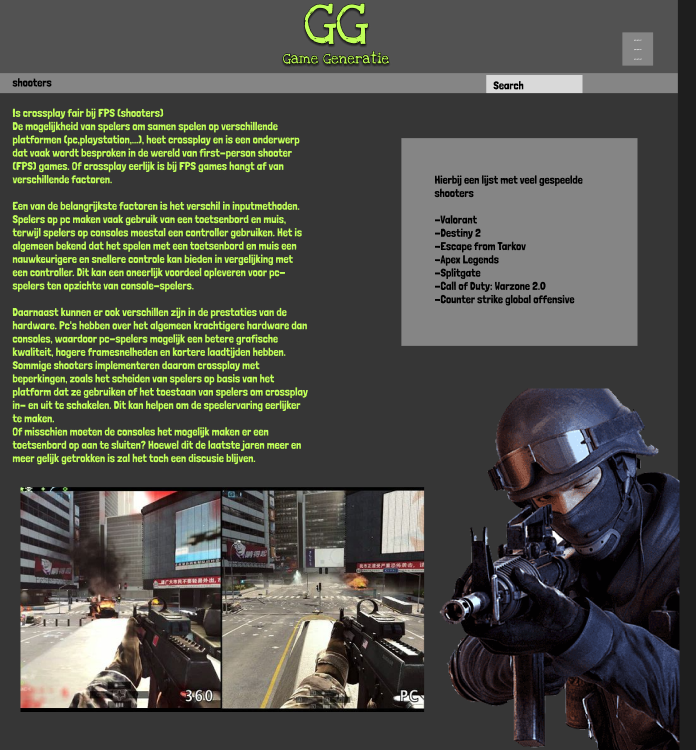 GG
Game Generatie
shooters
Search
Is crossplay fair bij FPS (shooters)
De mogelijkheid van spelers om samen spelen op verschillende
platformen (pc,playstation,...), heet crossplay en is een onderwerp
dat vaak wordt besproken in de wereld van first-person shooter
(FPS) games. Of crossplay eerlijk is bij FPS games hangt af van
verschillende factoren.
Een van de belangrijkste factoren is het verschil in inputmethoden.
Spelers op pc maken vaak gebruik van een toetsenbord en muis,
terwijl spelers op consoles meestal een controller gebruiken. Het is
algemeen bekend dat het spelen met een toetsenbord en muis een
nauwkeurigere en snellere controle kan bieden in vergelijking met
een controller. Dit kan een oneerlijk voordeel opleveren voor pc-
spelers ten opzichte van console-spelers.
Daarnaast kunnen er ook verschillen zijn in de prestaties van de
hardware. Pc's hebben over het algemeen krachtigere hardware dan
consoles, waardoor pc-spelers mogelijk een betere grafische
kwaliteit, hogere framesnelheden en kortere laadtijden hebben.
Sommige shooters implementeren daarom crossplay met
beperkingen, zoals het scheiden van spelers op basis van het
platform dat ze gebruiken of het toestaan van spelers om crossplay
in- en uit te schakelen. Dit kan helpen om de speelervaring eerlijker
te maken.
Of misschien moeten de consoles het mogelijk maken er een
toetsenbord op aan te sluiten? Hoewel dit de laatste jaren meer en
meer gelijk getrokken is zal het toch een discusie blijven.
Hierbij een lijst met veel gespeelde
shooters
-Valorant
-Destiny 2
-Escape from Tarkov
-Apex Legends
-Splitgate
-Call of Duty: Warzone 2.0
-Counter strike global offensive
360
PC